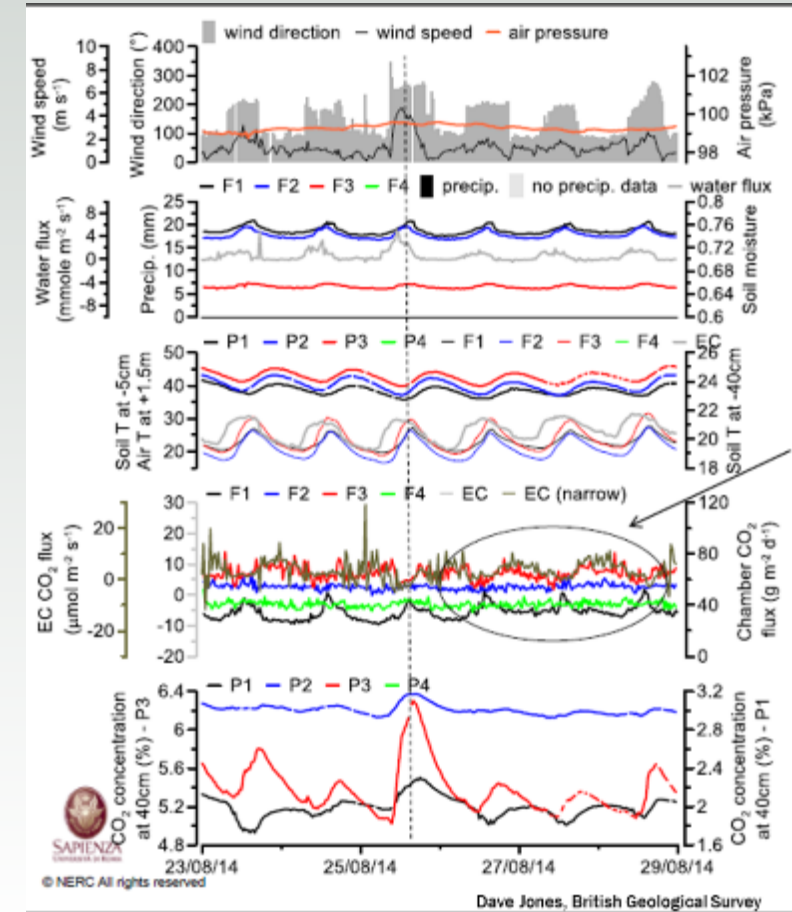 wind direction wind speed air pressure
Wind speed
(m s⁻¹)
10
8
6
4
2
0
Wind direction (°)
400
300
200
100
0
102
100
98
Air pressure
(kPa)
F1 F2 F3 F4 precip. no precip. data water flux
Water flux
(mmole m⁻² s⁻¹)
8
4
0
-4
-8
Precip. (mm)
25
20
15
10
5
0
0.8
0.76
0.72
0.68
0.64
0.6
Soil moisture
P1 P2 P3 P4 F1 F2 F3 F4 EC
Soil T at -5cm
Air T at +1.5m
50
40
30
20
26
24
22
20
18
Soil T at -40cm
F1 F2 F3 F4 EC EC (narrow)
EC CO₂ flux
(μmol m⁻² s⁻¹)
20
0
-20
30
20
10
0
-10
-20
120
80
40
0
Chamber CO₂
flux (g m⁻² d⁻¹)
P1 P2 P3 P4
CO₂ concentration
at 40cm (%) - P3
6.4
6
5.6
5.2
4.8
3.2
2.8
2.4
2
1.6
CO₂ concentration
at 40cm (%) - P1
23/08/14 25/08/14 27/08/14 29/08/14
SAPIENZA
UNIVERSITÀ DI ROMA
© NERC All rights reserved
Dave Jones, British Geological Survey